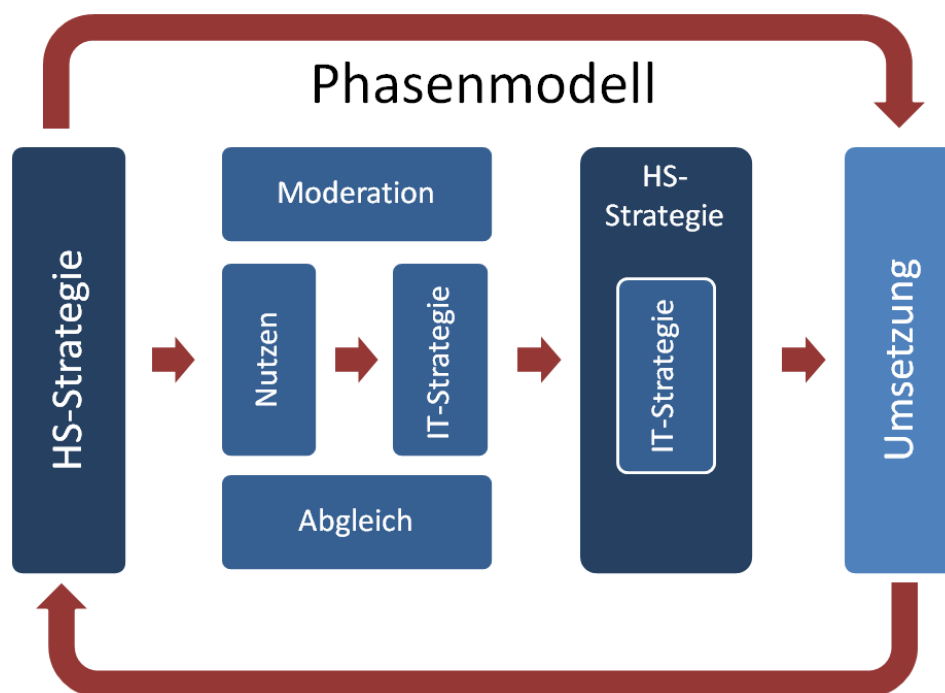 Phasenmodell
HS-Strategie
Moderation
Nutzen
IT-Strategie
Abgleich
HS-
Strategie
IT-Strategie
Umsetzung